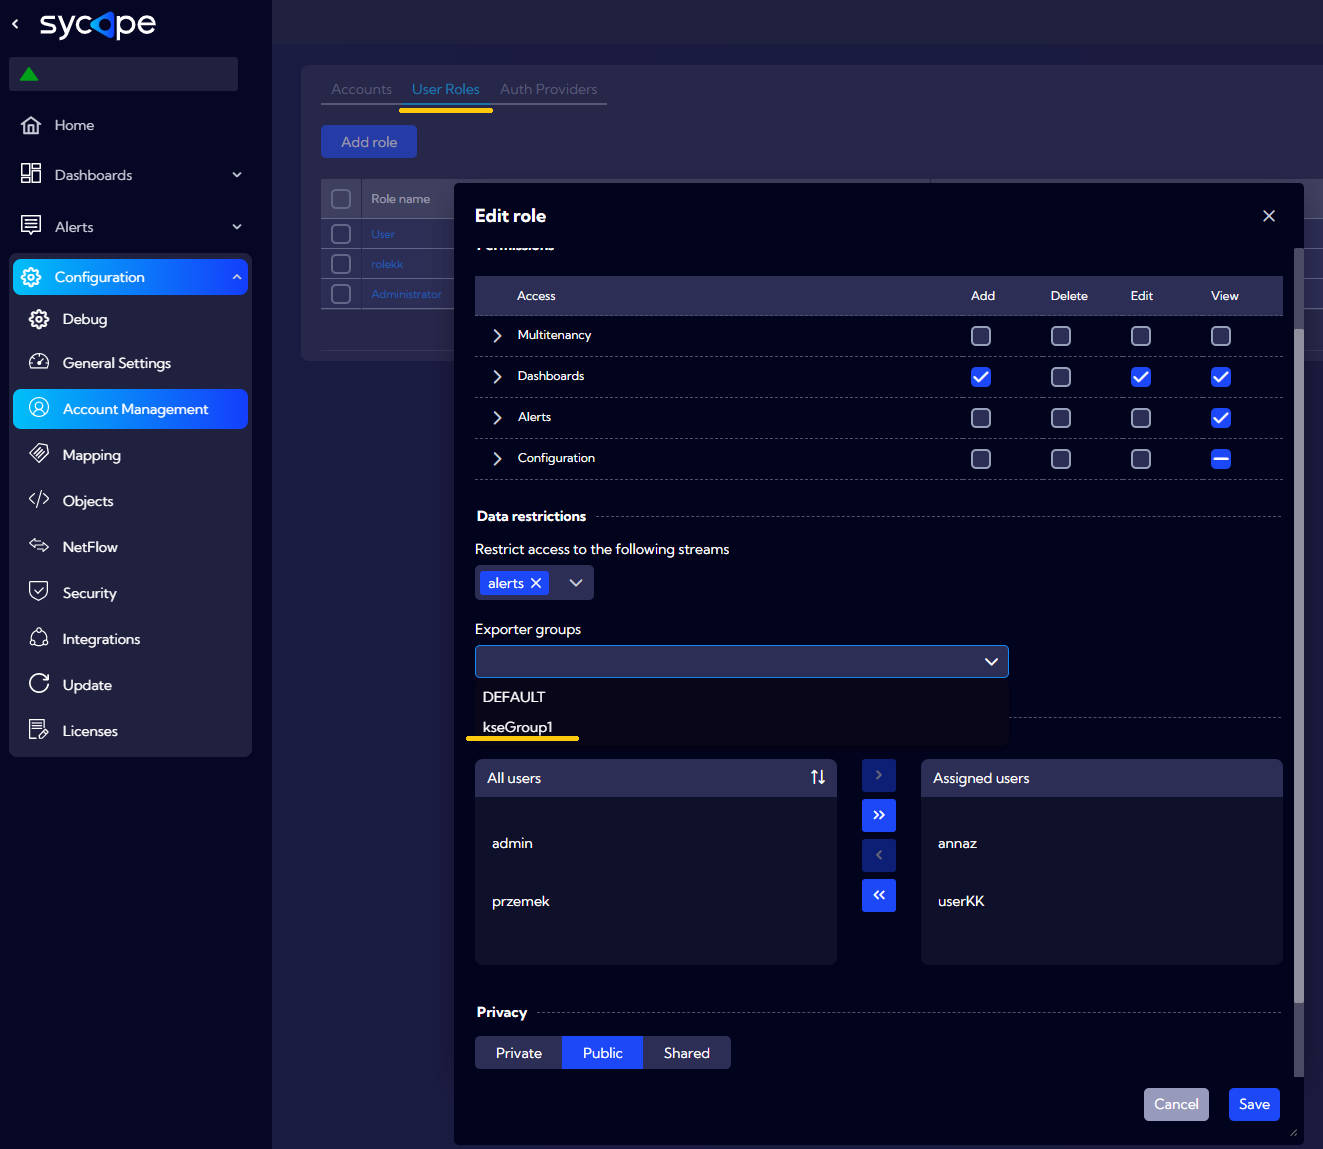 sycope
Home
Dashboards
Alerts
Configuration
Debug
General Settings
Account Management
Mapping
Objects
NetFlow
Security
Integrations
Update
Licenses
Accounts User Roles Auth Providers
Add role
Role name
User
rolekk
Administrator
Edit role
Permissions
Access Add Delete Edit View
Multitenancy
Dashboards
Alerts
Configuration
Data restrictions
Restrict access to the following streams
alerts
Exporter groups
DEFAULT
kseGroup1
All users
admin
przemek
Assigned users
annaz
userKK
Privacy
Private Public Shared
Cancel Save